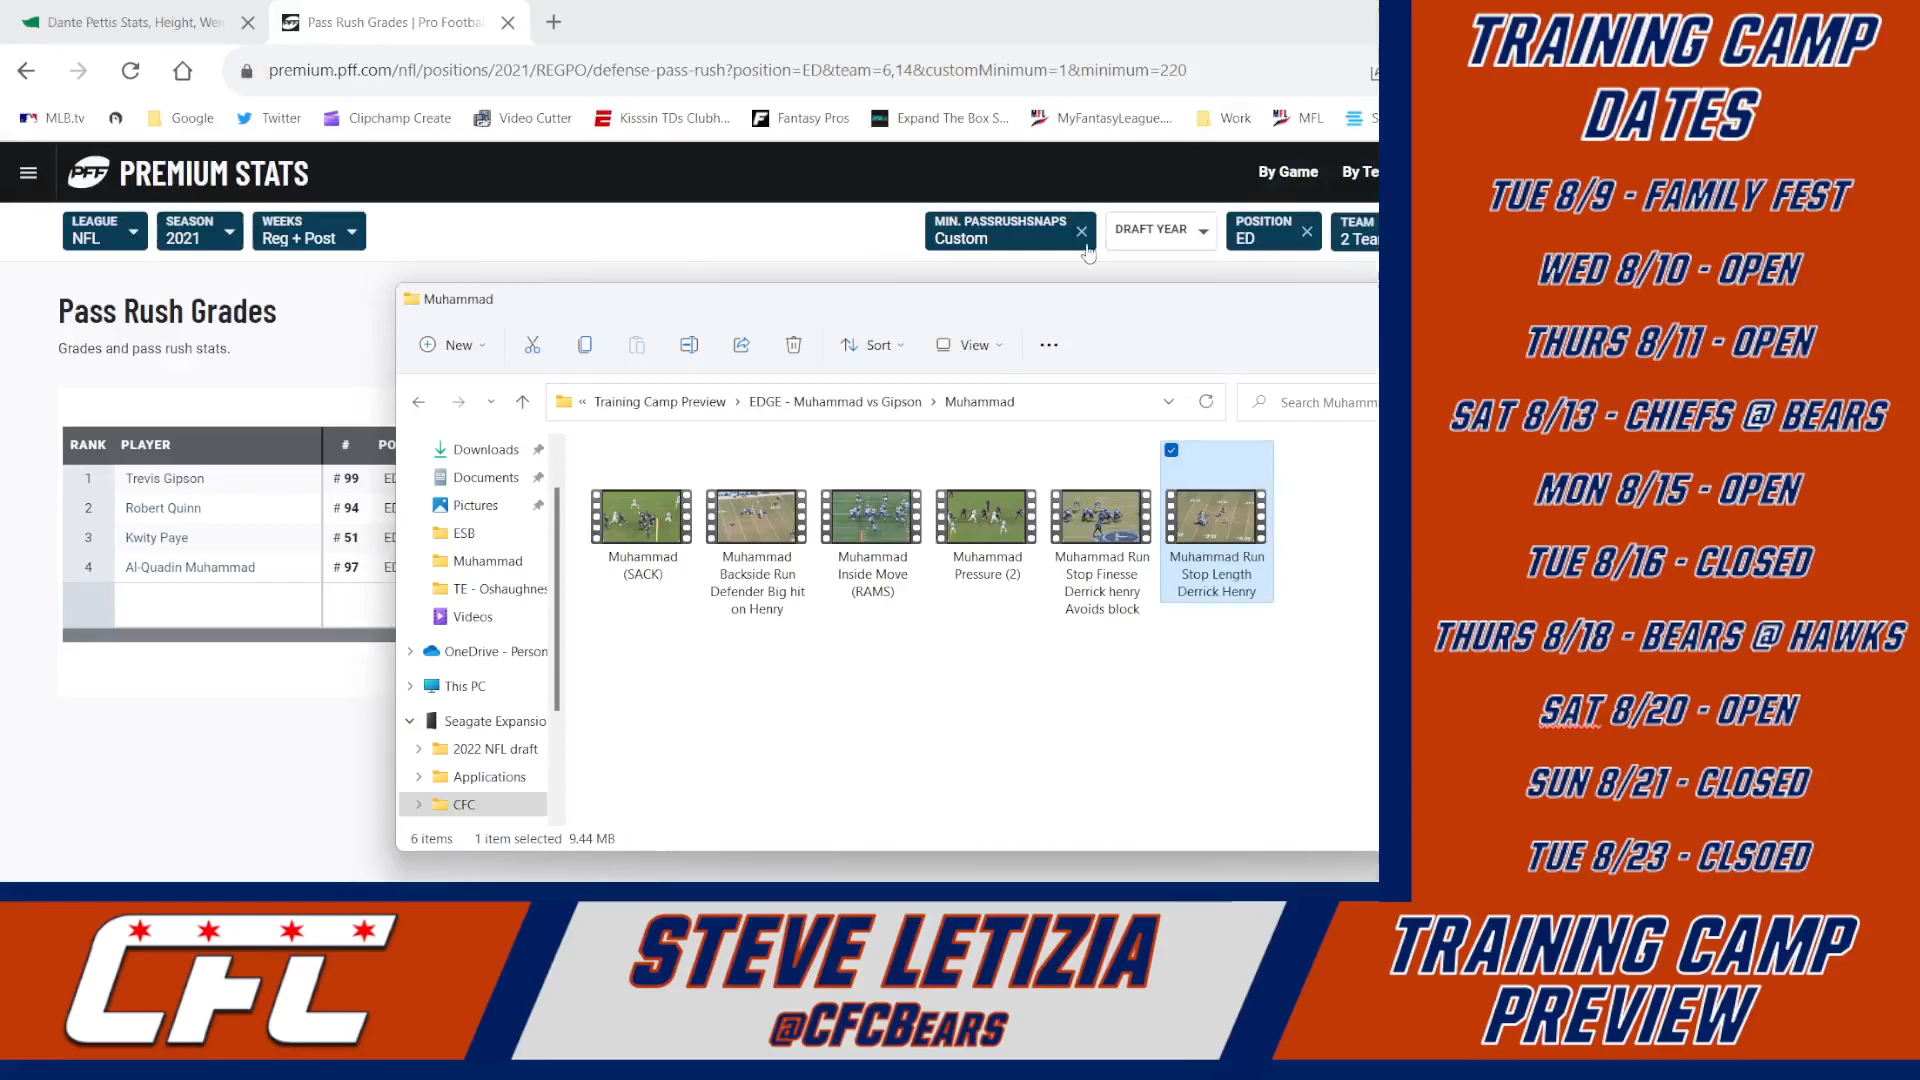 Dante Pettis Stats, Height, Wei
Pass Rush Grades | Pro Footba
premium.pff.com/nfl/positions/2021/REGPO/defense-pass-rush?position=ED&team=6,14&customMinimum=1&minimum=220
MLB.tv
Google
Twitter
Clipchamp Create
Video Cutter
Kisssin TDs Clubh...
Fantasy Pros
Expand The Box S...
MyFantasyLeague....
Work
MFL
S
PFF PREMIUM STATS
By Game
By Te
LEAGUE
NFL
SEASON
2021
WEEKS
Reg + Post
MIN. PASSRUSHSNAPS
Custom
DRAFT YEAR
POSITION
ED
TEAM
2 Tea
Pass Rush Grades
Grades and pass rush stats.
RANK PLAYER # PO
1 Trevis Gipson # 99 ED
2 Robert Quinn # 94 ED
3 Kwity Paye # 51 ED
4 Al-Quadin Muhammad # 97 ED
Muhammad
New
Sort
View
« Training Camp Preview > EDGE - Muhammad vs Gipson > Muhammad
Search Muhamm
Downloads
Documents
Pictures
ESB
Muhammad
TE - Oshaughnes
Videos
OneDrive - Person
This PC
Seagate Expansio
2022 NFL draft
Applications
CFC
Muhammad
(SACK)
Muhammad
Backside Run
Defender Big hit
on Henry
Muhammad
Inside Move
(RAMS)
Muhammad
Pressure (2)
Muhammad Run
Stop Finesse
Derrick henry
Avoids block
Muhammad Run
Stop Length
Derrick Henry
6 items 1 item selected 9.44 MB
TRAINING CAMP
DATES
TUE 8/9 - FAMILY FEST
WED 8/10 - OPEN
THURS 8/11 - OPEN
SAT 8/13 - CHIEFS @ BEARS
MON 8/15 - OPEN
TUE 8/16 - CLOSED
THURS 8/18 - BEARS @ HAWKS
SAT 8/20 - OPEN
SUN 8/21 - CLOSED
TUE 8/23 - CLSOED
CFC
STEVE LETIZIA
@CFCBEARS
TRAINING CAMP
PREVIEW